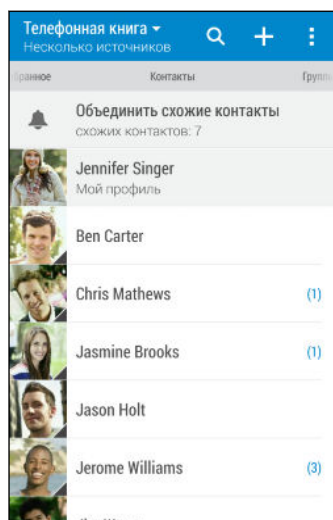 Телефонная книга
Несколько источников
Контакты
Объединить схожие контакты
схожих контактов: 7
Jennifer Singer
Мой профиль
Ben Carter
Chris Mathews (1)
Jasmine Brooks (1)
Jason Holt
Jerome Williams (3)